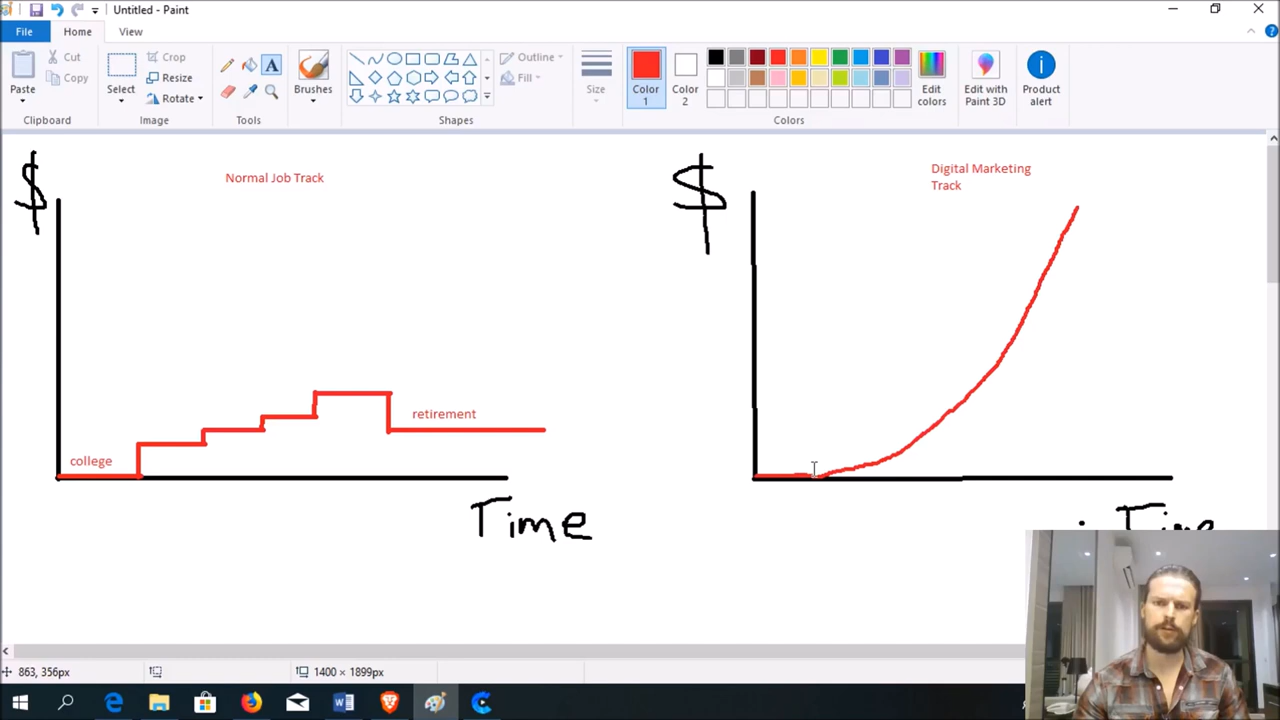 Untitled - Paint
File
Home
View
Paste
Cut
Copy
Clipboard
Select
Crop
Resize
Rotate
Image
Tools
Brushes
Outline
Fill
Shapes
Size
Color 1
Color 2
Edit colors
Colors
Edit with Paint 3D
Product alert
$
Normal Job Track
college
retirement
Time
$
Digital Marketing
Track
Time
863, 356px
1400 × 1899px